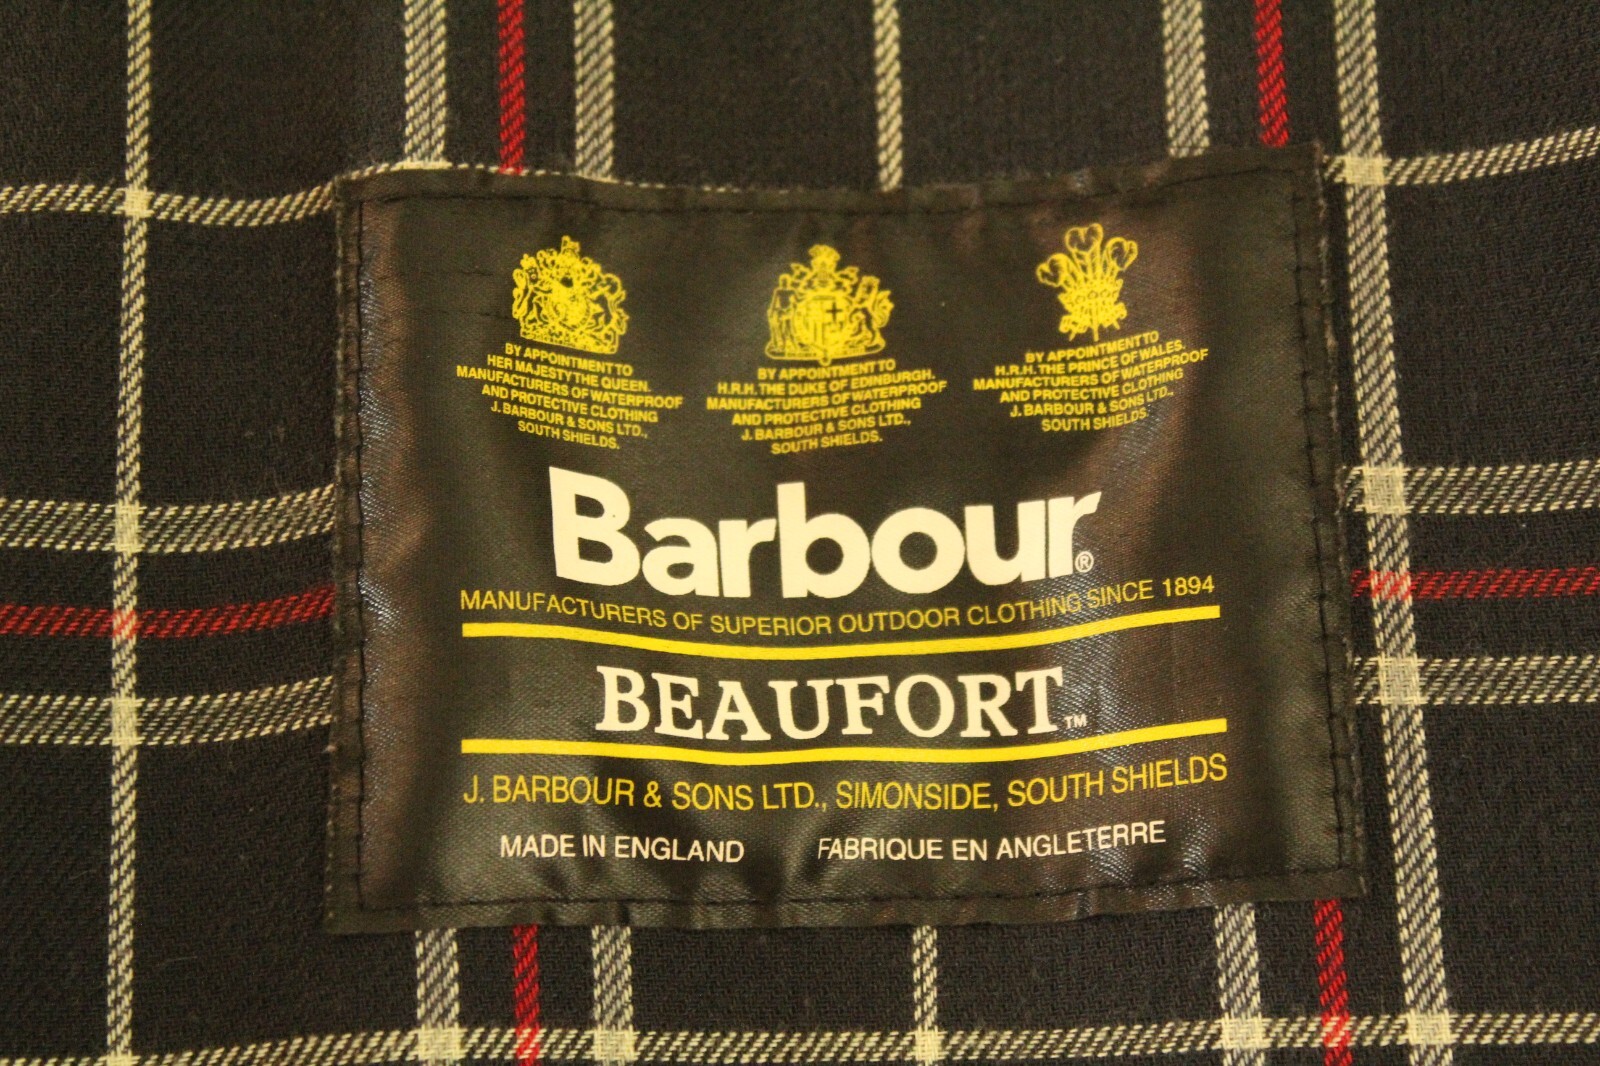 BY APPOINTMENT TO
HER MAJESTY THE QUEEN.
MANUFACTURERS OF WATERPROOF
AND PROTECTIVE CLOTHING
J. BARBOUR & SONS LTD.,
SOUTH SHIELDS.
BY APPOINTMENT TO
H.R.H. THE DUKE OF EDINBURGH.
MANUFACTURERS OF WATERPROOF
AND PROTECTIVE CLOTHING
J. BARBOUR & SONS LTD.,
SOUTH SHIELDS.
BY APPOINTMENT TO
H.R.H. THE PRINCE OF WALES.
MANUFACTURERS OF WATERPROOF
AND PROTECTIVE CLOTHING
J. BARBOUR & SONS LTD.,
SOUTH SHIELDS.
Barbour®
MANUFACTURERS OF SUPERIOR OUTDOOR CLOTHING SINCE 1894
BEAUFORT™
J. BARBOUR & SONS LTD., SIMONSIDE, SOUTH SHIELDS
MADE IN ENGLAND FABRIQUE EN ANGLETERRE